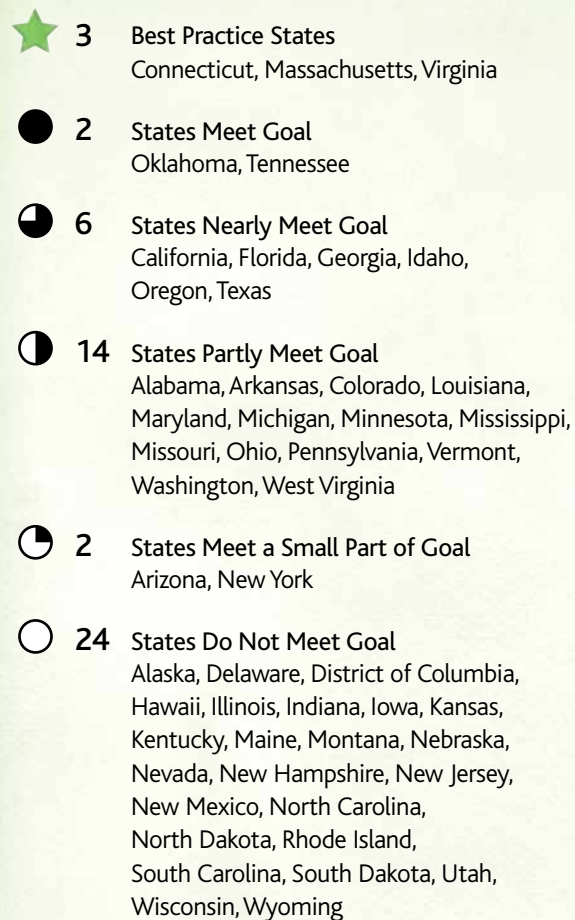 3 Best Practice States
Connecticut, Massachusetts, Virginia
2 States Meet Goal
Oklahoma, Tennessee
6 States Nearly Meet Goal
California, Florida, Georgia, Idaho,
Oregon, Texas
14 States Partly Meet Goal
Alabama, Arkansas, Colorado, Louisiana,
Maryland, Michigan, Minnesota, Mississippi,
Missouri, Ohio, Pennsylvania, Vermont,
Washington, West Virginia
2 States Meet a Small Part of Goal
Arizona, New York
24 States Do Not Meet Goal
Alaska, Delaware, District of Columbia,
Hawaii, Illinois, Indiana, Iowa, Kansas,
Kentucky, Maine, Montana, Nebraska,
Nevada, New Hampshire, New Jersey,
New Mexico, North Carolina,
North Dakota, Rhode Island,
South Carolina, South Dakota, Utah,
Wisconsin, Wyoming